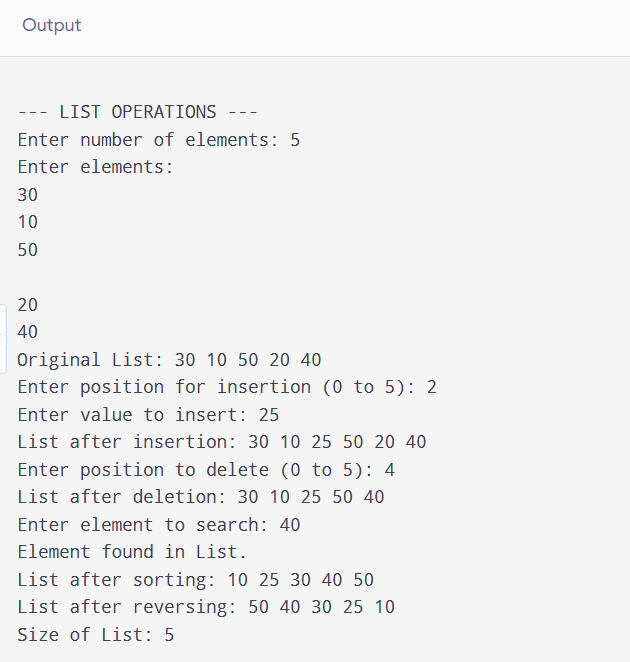 Output
--- LIST OPERATIONS ---
Enter number of elements: 5
Enter elements:
30
10
50
20
40
Original List: 30 10 50 20 40
Enter position for insertion (0 to 5): 2
Enter value to insert: 25
List after insertion: 30 10 25 50 20 40
Enter position to delete (0 to 5): 4
List after deletion: 30 10 25 50 40
Enter element to search: 40
Element found in List.
List after sorting: 10 25 30 40 50
List after reversing: 50 40 30 25 10
Size of List: 5